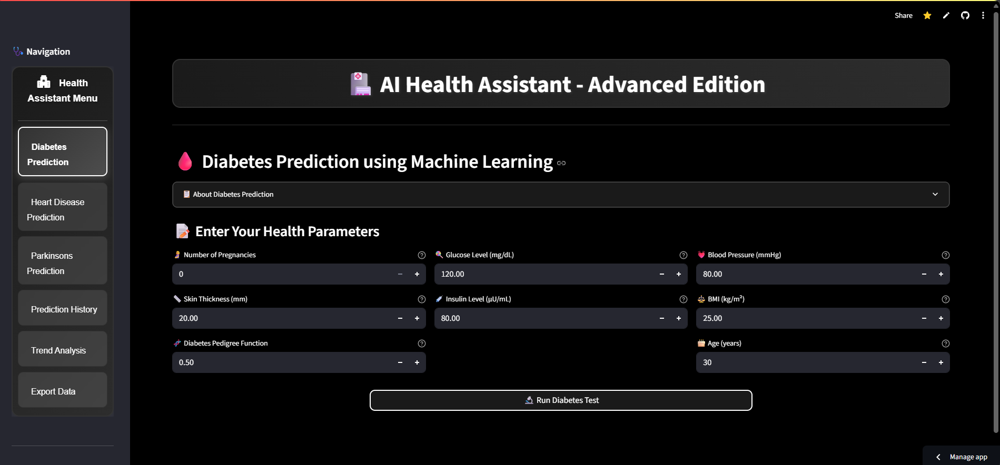 Share
Navigation
Health
Assistant Menu
Diabetes
Prediction
Heart Disease
Prediction
Parkinsons
Prediction
Prediction History
Trend Analysis
Export Data
AI Health Assistant - Advanced Edition
Diabetes Prediction using Machine Learning
About Diabetes Prediction
Enter Your Health Parameters
Number of Pregnancies
0
Glucose Level (mg/dL)
120.00
Blood Pressure (mmHg)
80.00
Skin Thickness (mm)
20.00
Insulin Level (μU/mL)
80.00
BMI (kg/m²)
25.00
Diabetes Pedigree Function
0.50
Age (years)
30
Run Diabetes Test
Manage app